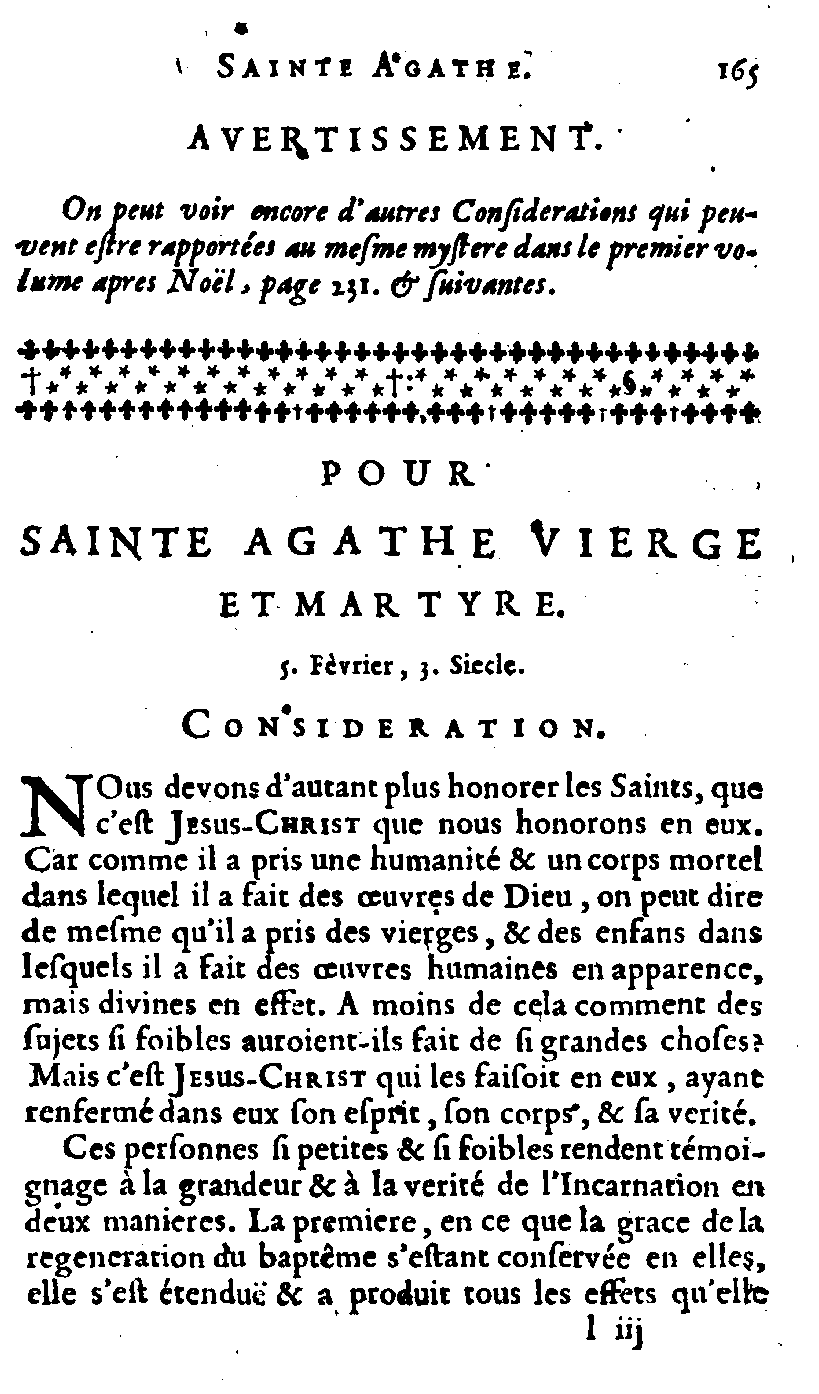 SAINTE AGATHE. 165
AVERTISSEMENT.
On peut voir encore d'autres Conſiderations qui peu-
vent eſtre rapportées au meſme myſtere dans le premier vo-
lume apres Noël, page 231. & ſuivantes.
POUR
SAINTE AGATHE VIERGE
ET MARTYRE.
5. Fèvrier, 3. Siecle.
CONSIDERATION.
NOus devons d'autant plus honorer les Saints, que
c'eſt JESUS-CHRIST que nous honorons en eux.
Car comme il a pris une humanité & un corps mortel
dans lequel il a fait des œuvres de Dieu, on peut dire
de meſme qu'il a pris des vierges, & des enfans dans
leſquels il a fait des œuvres humaines en apparence,
mais divines en effet. A moins de cela comment des
ſujets ſi foibles auroient-ils fait de ſi grandes choſes?
Mais c'eſt JESUS-CHRIST qui les faiſoit en eux, ayant
renfermé dans eux ſon eſprit, ſon corps, & ſa verité.
Ces perſonnes ſi petites & ſi foibles rendent témoi-
gnage à la grandeur & à la verité de l'Incarnation en
deux manieres. La premiere, en ce que la grace de la
regeneration du baptême s'eſtant conſervée en elles,
elle s'eſt étenduë & a produit tous les effets qu'elle
l iij